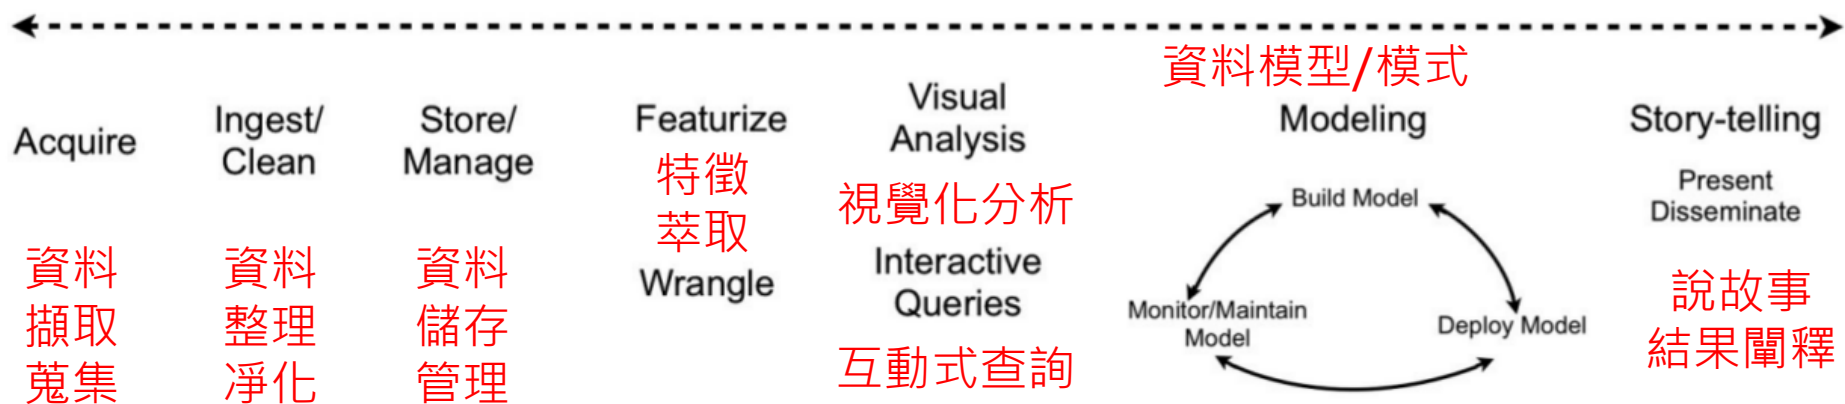 Acquire
資料
擷取
蒐集
Ingest/
Clean
資料
整理
淨化
Store/
Manage
資料
儲存
管理
Featurize
特徵
萃取
Wrangle
Visual
Analysis
視覺化分析
Interactive
Queries
互動式查詢
資料模型/模式
Modeling
Build Model
Monitor/Maintain
Model
Deploy Model
Story-telling
Present
Disseminate
說故事
結果闡釋